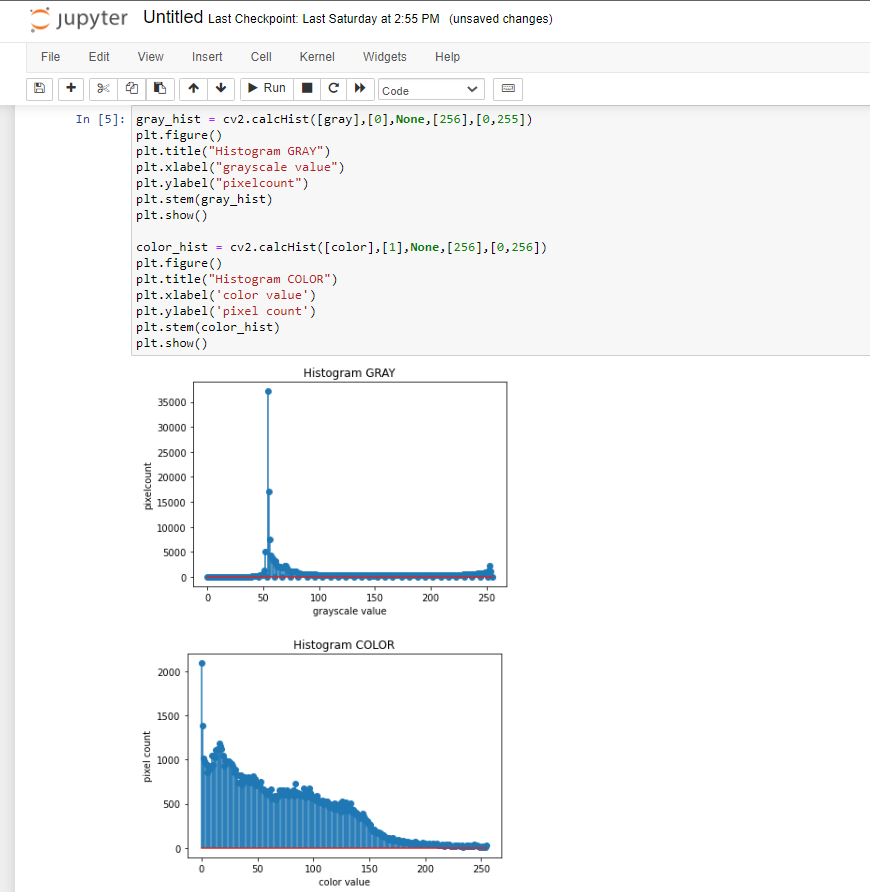 jupyter Untitled Last Checkpoint: Last Saturday at 2:55 PM (unsaved changes)
File Edit View Insert Cell Kernel Widgets Help
Run Code
In [5]: gray_hist = cv2.calcHist([gray],[0],None,[256],[0,255])
plt.figure()
plt.title("Histogram GRAY")
plt.xlabel("grayscale value")
plt.ylabel("pixelcount")
plt.stem(gray_hist)
plt.show()
color_hist = cv2.calcHist([color],[1],None,[256],[0,256])
plt.figure()
plt.title("Histogram COLOR")
plt.xlabel('color value')
plt.ylabel('pixel count')
plt.stem(color_hist)
plt.show()
Histogram GRAY
35000
30000
25000
20000
15000
10000
5000
0
pixelcount
0 50 100 150 200 250
grayscale value
Histogram COLOR
2000
1500
1000
500
0
pixel count
0 50 100 150 200 250
color value